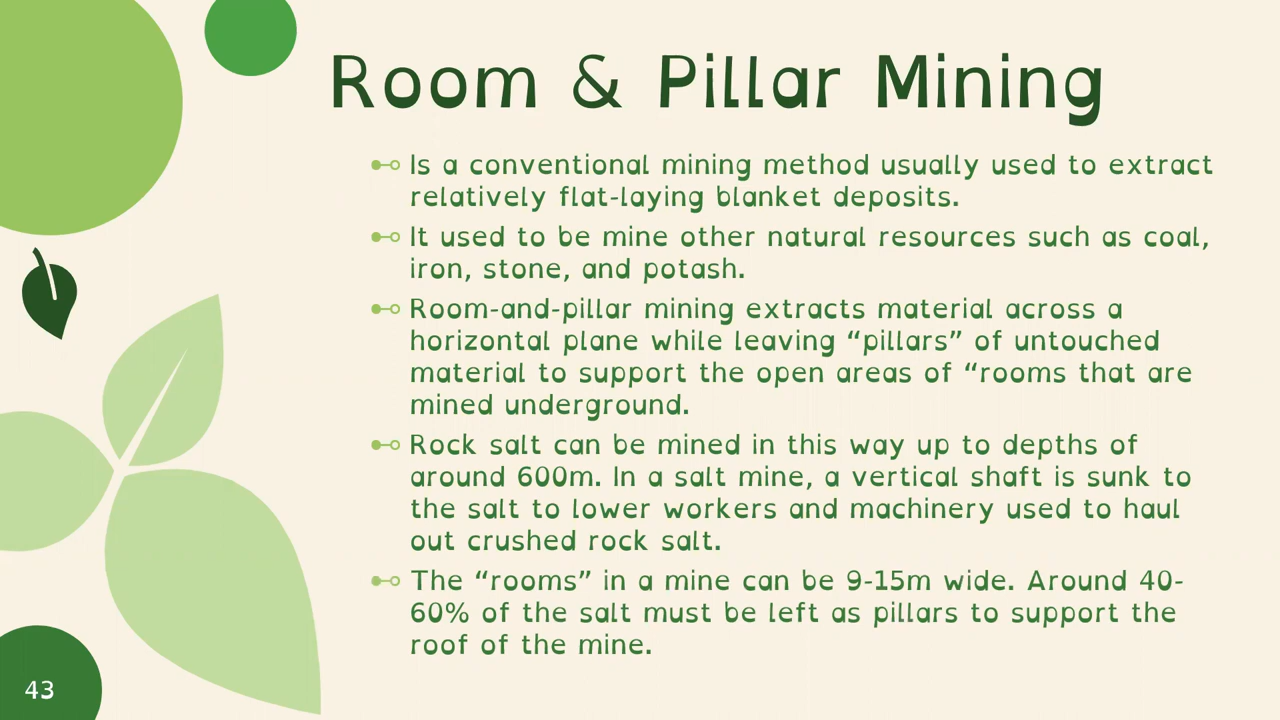 Room & Pillar Mining
Is a conventional mining method usually used to extract
relatively flat-laying blanket deposits.
It used to be mine other natural resources such as coal,
iron, stone, and potash.
Room-and-pillar mining extracts material across a
horizontal plane while leaving “pillars” of untouched
material to support the open areas of “rooms that are
mined underground.
Rock salt can be mined in this way up to depths of
around 600m. In a salt mine, a vertical shaft is sunk to
the salt to lower workers and machinery used to haul
out crushed rock salt.
The “rooms” in a mine can be 9-15m wide. Around 40-
60% of the salt must be left as pillars to support the
roof of the mine.
43